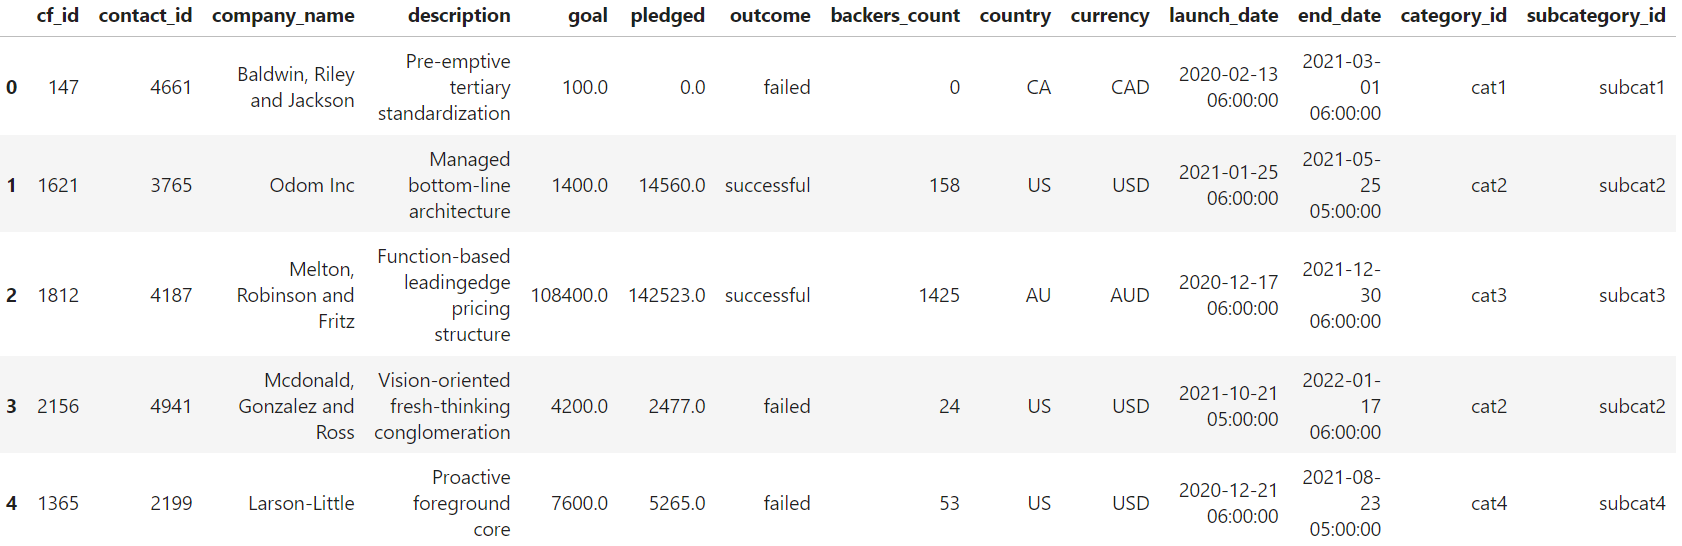 cf_id contact_id company_name description goal pledged outcome backers_count country currency launch_date end_date category_id subcategory_id
0 147 4661 Baldwin, Riley and Jackson Pre-emptive tertiary standardization 100.0 0.0 failed 0 CA CAD 2020-02-13 06:00:00 2021-03-01 06:00:00 cat1 subcat1
1 1621 3765 Odom Inc Managed bottom-line architecture 1400.0 14560.0 successful 158 US USD 2021-01-25 06:00:00 2021-05-25 05:00:00 cat2 subcat2
2 1812 4187 Melton, Robinson and Fritz Function-based leadingedge pricing structure 108400.0 142523.0 successful 1425 AU AUD 2020-12-17 06:00:00 2021-12-30 06:00:00 cat3 subcat3
3 2156 4941 Mcdonald, Gonzalez and Ross Vision-oriented fresh-thinking conglomeration 4200.0 2477.0 failed 24 US USD 2021-10-21 05:00:00 2022-01-17 06:00:00 cat2 subcat2
4 1365 2199 Larson-Little Proactive foreground core 7600.0 5265.0 failed 53 US USD 2020-12-21 06:00:00 2021-08-23 05:00:00 cat4 subcat4